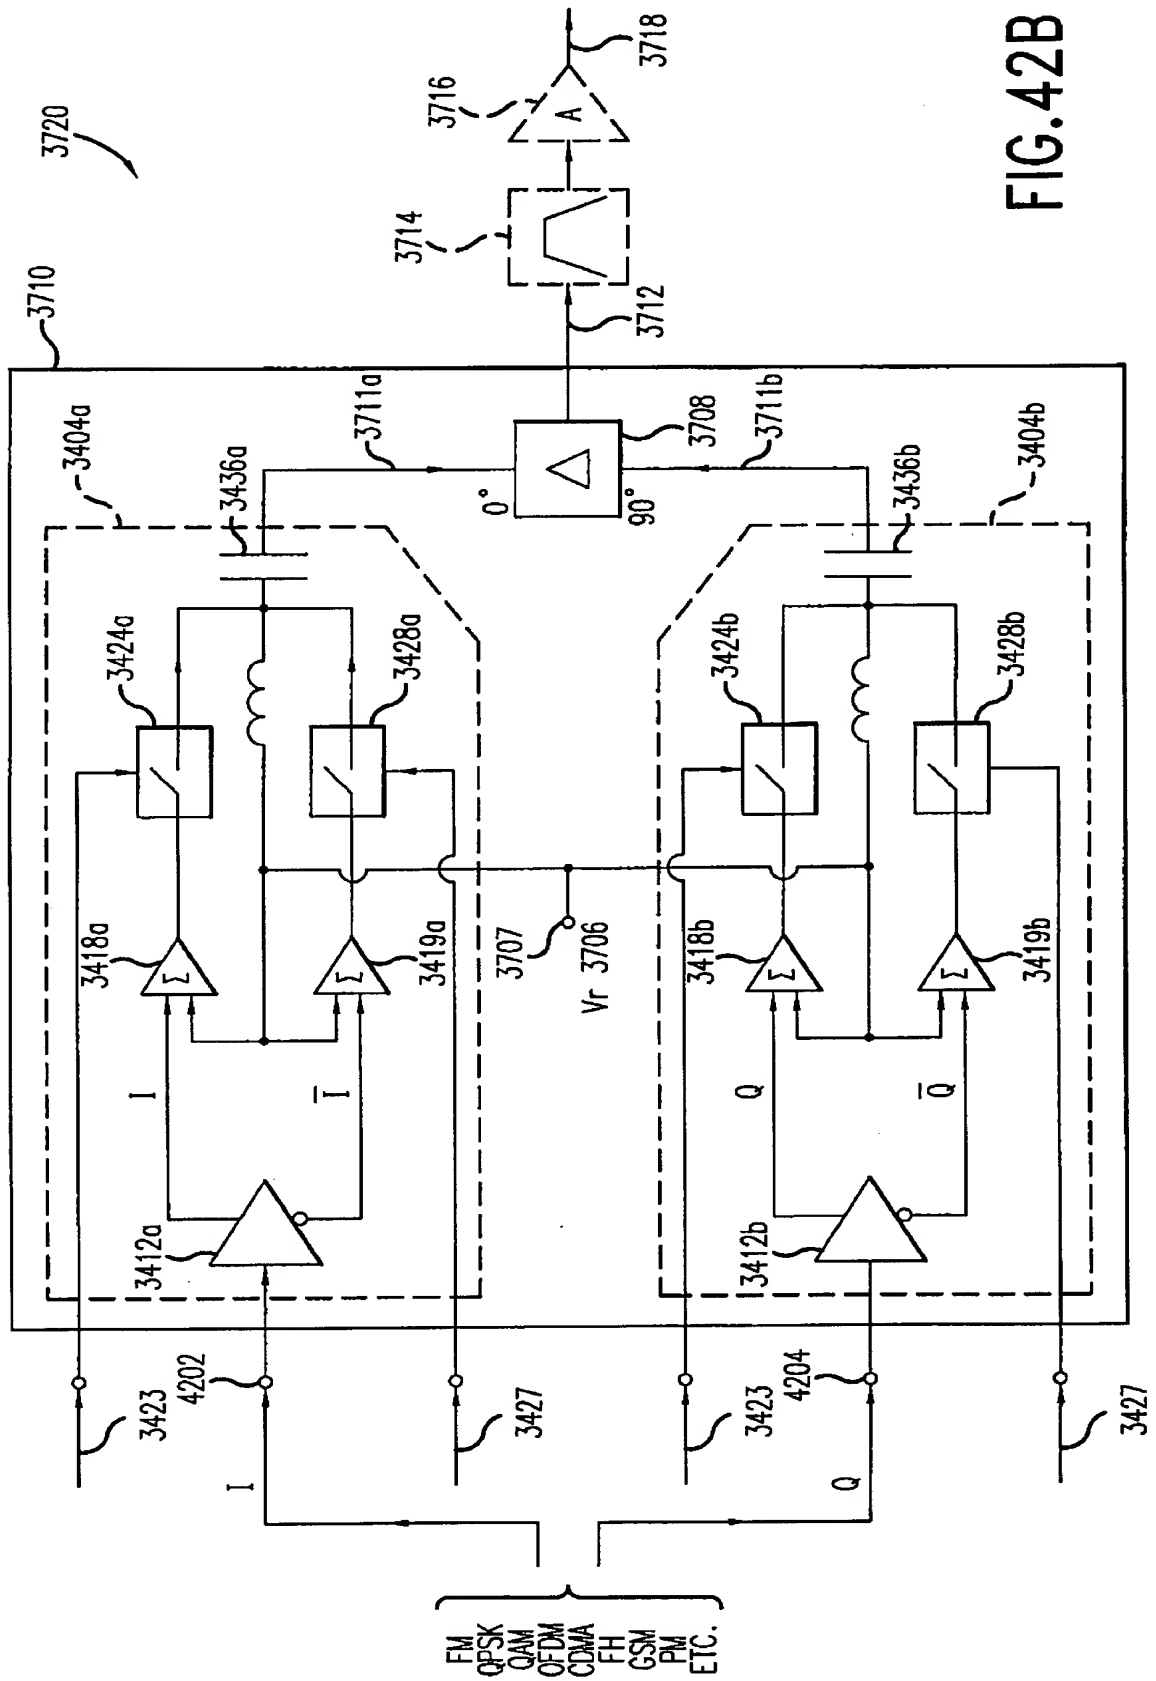 3720
3710
3404a
3424a
3436a
3711a
3418a
3428a
3419a
3412a
I
I̅
Σ
Σ
3423
4202
I
3427
0°
90°
3708
3712
3714
3716
A
3718
3707
Vr 3706
3711b
3404b
3424b
3436b
3418b
3428b
3419b
3412b
Q
Q̅
Σ
Σ
3423
4204
Q
3427
FM
QPSK
QAM
OFDM
CDMA
FH
GSM
PM
ETC.
FIG.42B